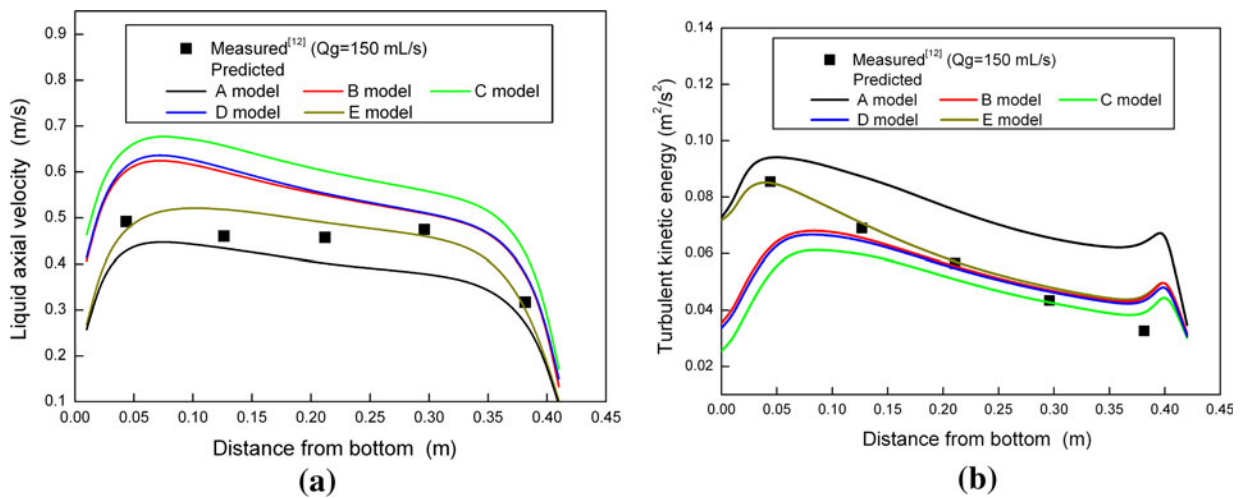 0.9
0.8
0.7
0.6
0.5
0.4
0.3
0.2
0.1
Liquid axial velocity (m/s)
Measured[12] (Qg=150 mL/s)
Predicted
A model B model C model
D model E model
0.00 0.05 0.10 0.15 0.20 0.25 0.30 0.35 0.40 0.45
Distance from bottom (m)
(a)
0.14
0.12
0.10
0.08
0.06
0.04
0.02
Turbulent kinetic energy (m²/s²)
Measured[12] (Qg=150 mL/s)
Predicted
A model B model C model
D model E model
0.00 0.05 0.10 0.15 0.20 0.25 0.30 0.35 0.40 0.45
Distance from bottom (m)
(b)